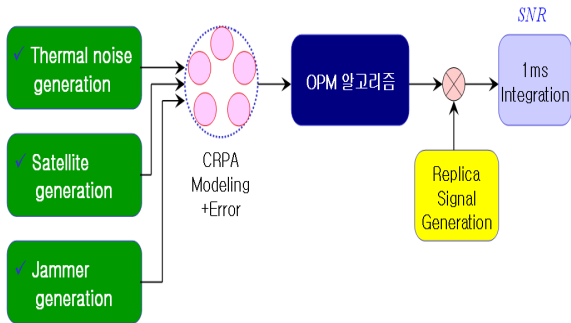 ✓ Thermal noise
generation
✓ Satellite
generation
✓ Jammer
generation
CRPA
Modeling
+Error
OPM 알고리즘
Replica
Signal
Generation
SNR
1ms
Integration